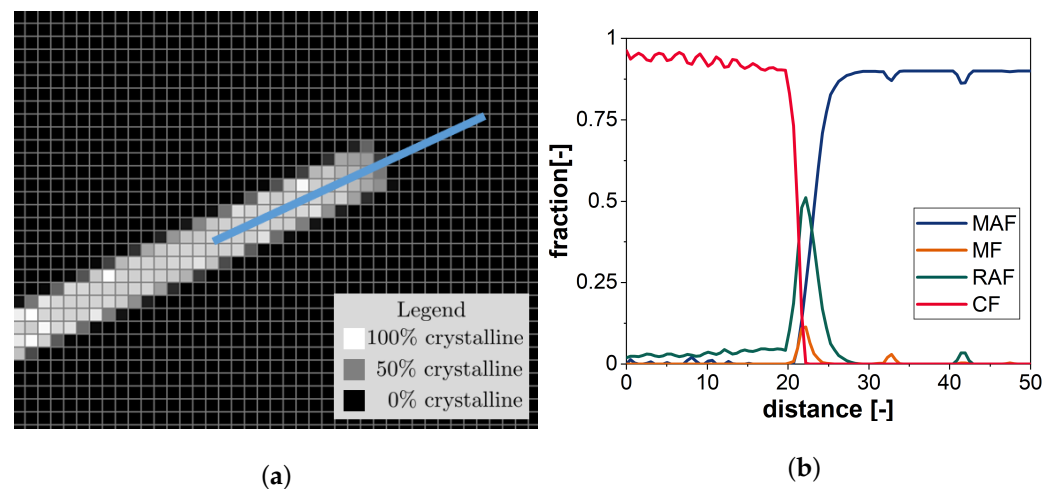 Legend
100% crystalline
50% crystalline
0% crystalline
(a)
fraction[-]
1
0.75
0.5
0.25
0
0 10 20 30 40 50
distance [-]
MAF
MF
RAF
CF
(b)